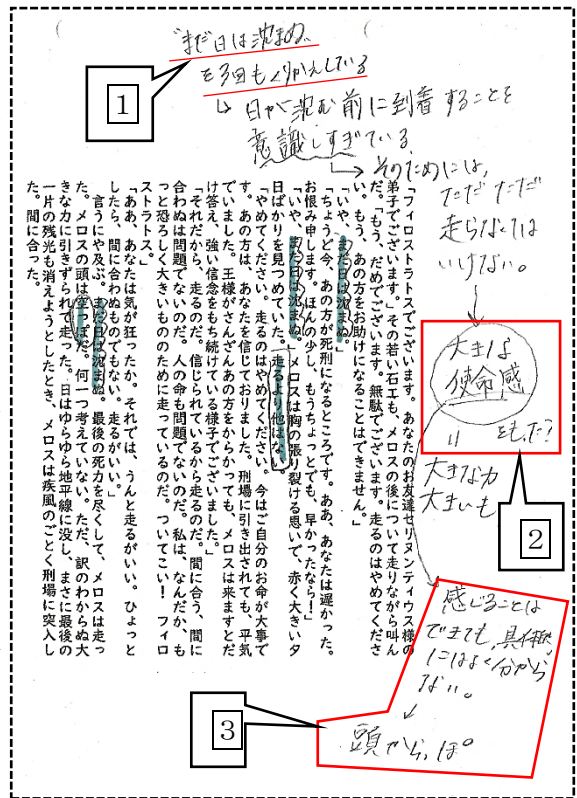 “まだ日は沈まぬ”
を3回もくりかえしている
→日が沈む前に到着することを
意識しすぎている
→そのためには、
ただただ
走らなくては
いけない。
1
大きな
使命感
をもった?
=
大きな力
大きいも
2
感じることは
できても、具体的
にはよく分から
ない。
頭からっぽ。
3
「フィロストラトスでございます。あなたのお友達セリヌンティウス様の
弟子でございます。」その若い石工も、メロスの後について走りながら叫ん
だ。「もう、だめでございます。無駄でございます。走るのはやめてくださ
い。もう、あの方をお助けになることはできません。」
「いや、まだ日は沈まぬ。」
「ちょうど今、あの方が死刑になるところです。ああ、あなたは遅かった。
お恨み申します。ほんの少し、もうちょっとでも、早かったなら!」
「いや、まだ日は沈まぬ。」メロスは胸の張り裂ける思いで、赤く大きい夕
日ばかりを見つめていた。走るより他はない。
「やめてください。走るのはやめてください。今はご自分のお命が大事で
す。あの方は、あなたを信じておりました。刑場に引き出されても、平気
でいました。王様がさんざんあの方をからかっても、メロスは来ますとだ
け答え、強い信念をもち続けている様子でございました。」
「それだから、走るのだ。信じられているから走るのだ。間に合う、間に
合わぬは問題でないのだ。人の命も問題でないのだ。私は、なんだか、も
っと恐ろしく大きいもののために走っているのだ。ついてこい! フィロ
ストラトス。」
「ああ、あなたは気が狂ったか。それでは、うんと走るがいい。ひょっと
したら、間に合わぬものでもない。走るがいい。」
言うにや及ぶ。まだ日は沈まぬ。最後の死力を尽くして、メロスは走っ
た。メロスの頭は空っぽだ。何一つ考えていない。ただ、訳のわからぬ大
きな力に引きずられて走った。日はゆらゆら地平線に没し、まさに最後の
一片の残光も消えようとしたとき、メロスは疾風のごとく刑場に突入し
た。間に合った。